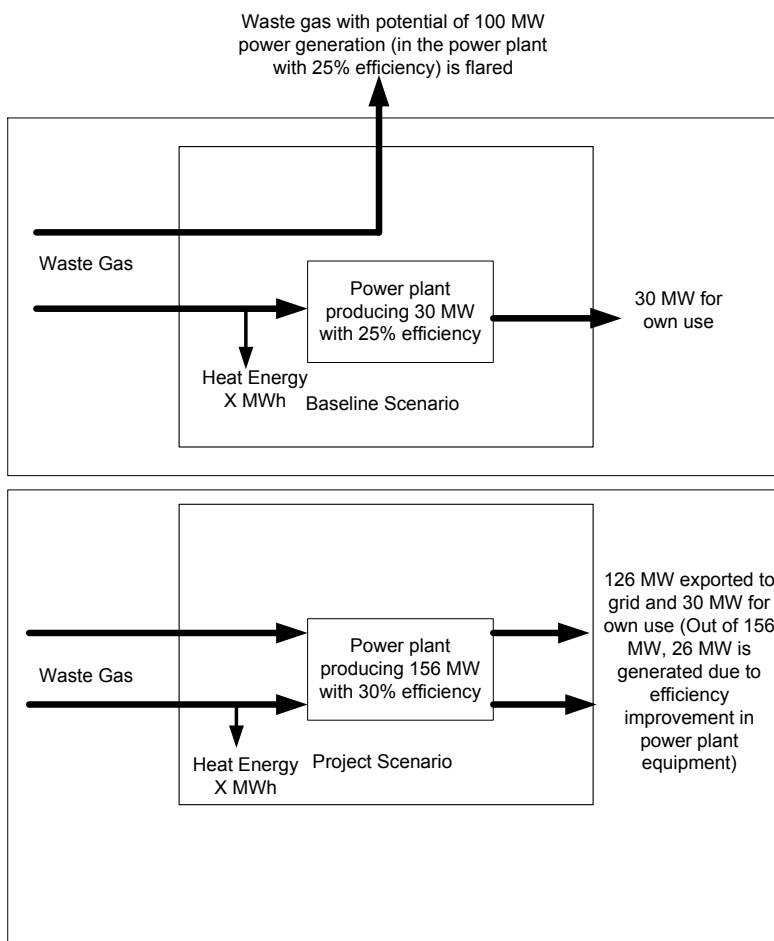 Waste gas with potential of 100 MW
power generation (in the power plant
with 25% efficiency) is flared
Waste Gas
Power plant
producing 30 MW
with 25% efficiency
30 MW for
own use
Heat Energy
X MWh
Baseline Scenario
126 MW exported to
grid and 30 MW for
own use (Out of 156
MW, 26 MW is
generated due to
efficiency
improvement in
power plant
equipment)
Waste Gas
Power plant
producing 156 MW
with 30% efficiency
Heat Energy
X MWh
Project Scenario